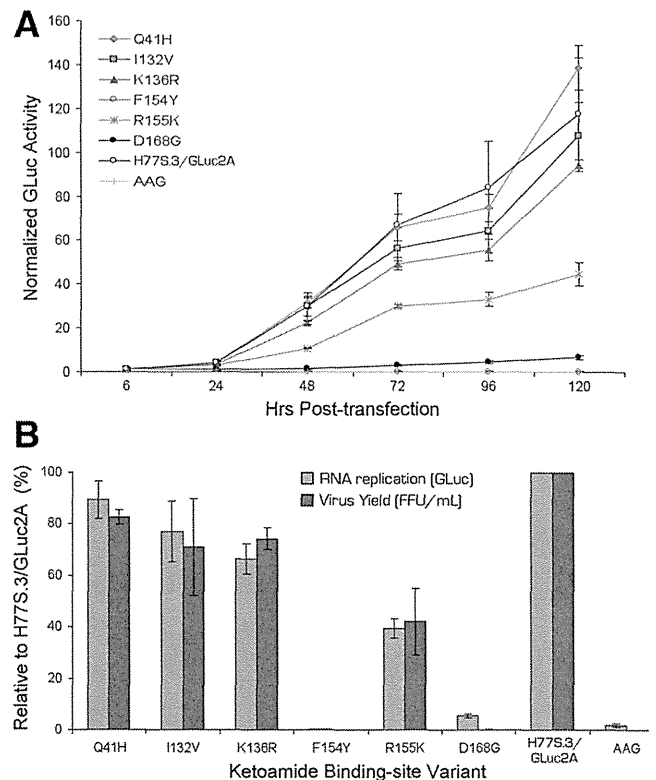 A
160
140
120
100
80
60
40
20
0
Normalized GLuc Activity
Q41H
I132V
K136R
F154Y
R155K
D168G
H77S.3/GLuc2A
AAG
6 24 48 72 96 120
Hrs Post-transfection
B
100
80
60
40
20
0
Relative to H77S.3/GLuc2A (%)
RNA replication [GLuc]
Virus Yield [FFU/mL]
Q41H I132V K136R F154Y R155K D168G H77S.3/ AAG
GLuc2A
Ketoamide Binding-site Variant